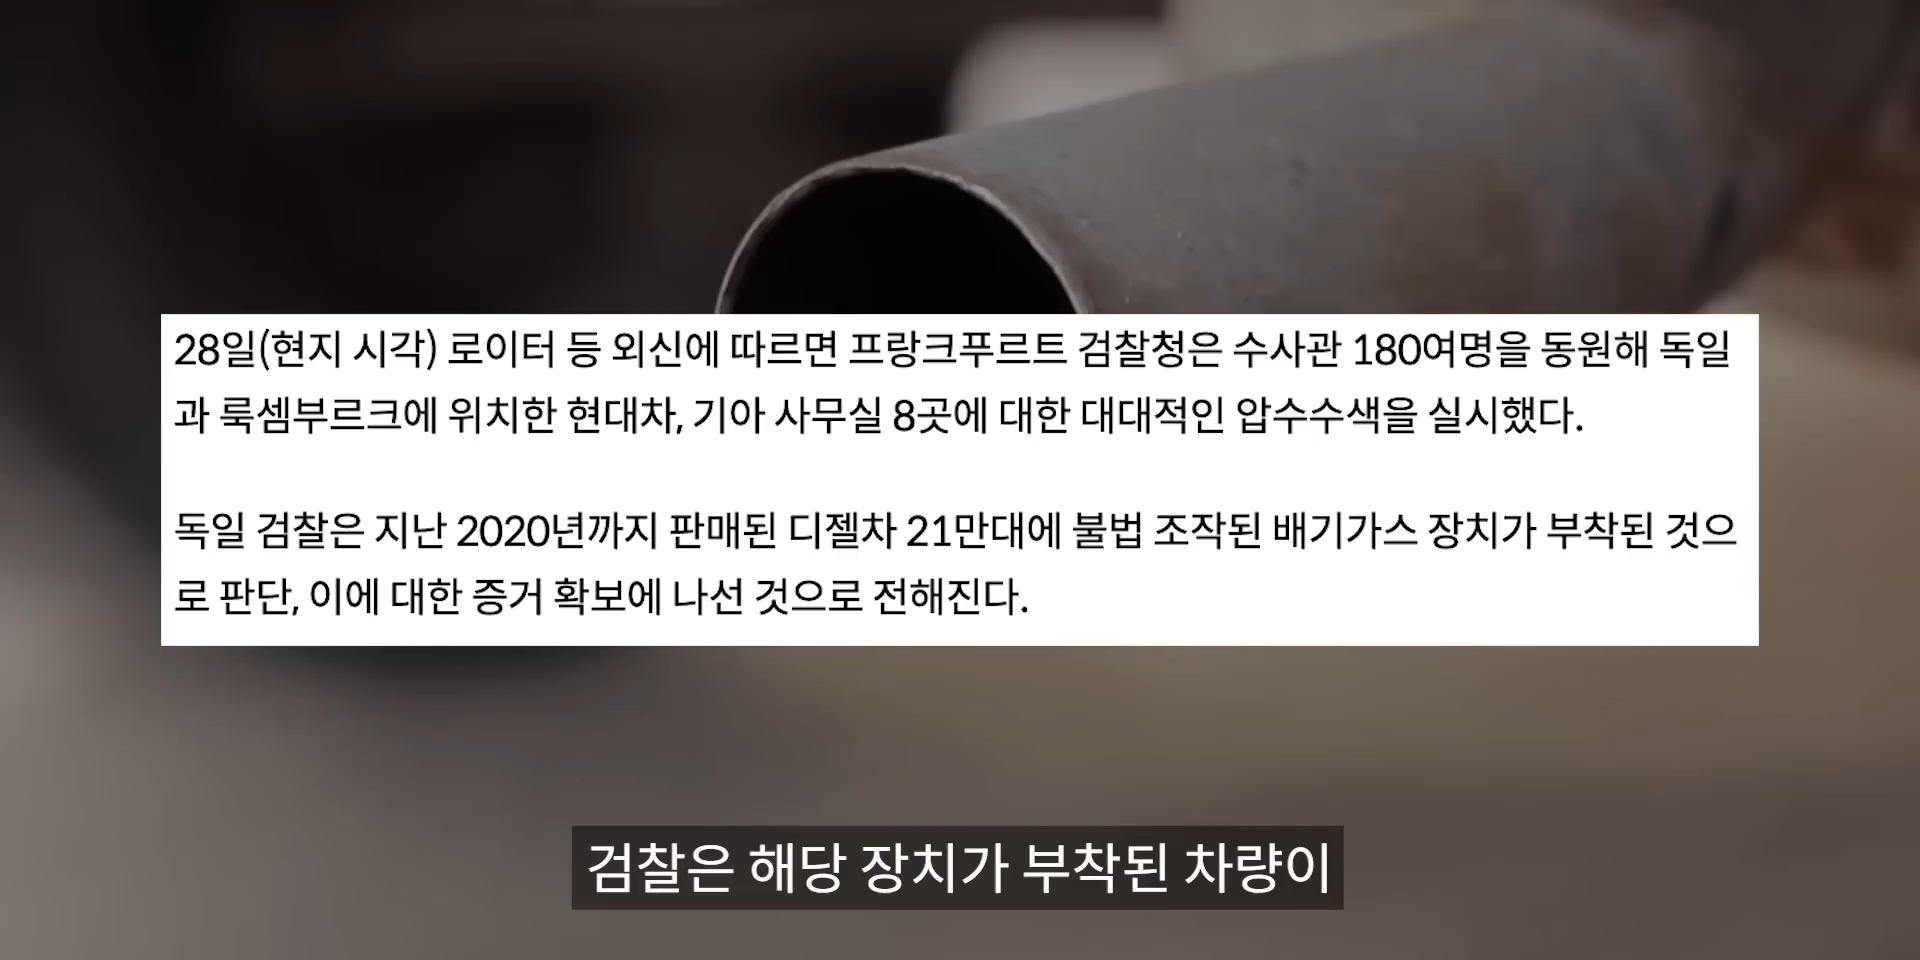 28일(현지 시각) 로이터 등 외신에 따르면 프랑크푸르트 검찰청은 수사관 180여명을 동원해 독일
과 룩셈부르크에 위치한 현대차, 기아 사무실 8곳에 대한 대대적인 압수수색을 실시했다.
독일 검찰은 지난 2020년까지 판매된 디젤차 21만대에 불법 조작된 배기가스 장치가 부착된 것으
로 판단, 이에 대한 증거 확보에 나선 것으로 전해진다.
검찰은 해당 장치가 부착된 차량이